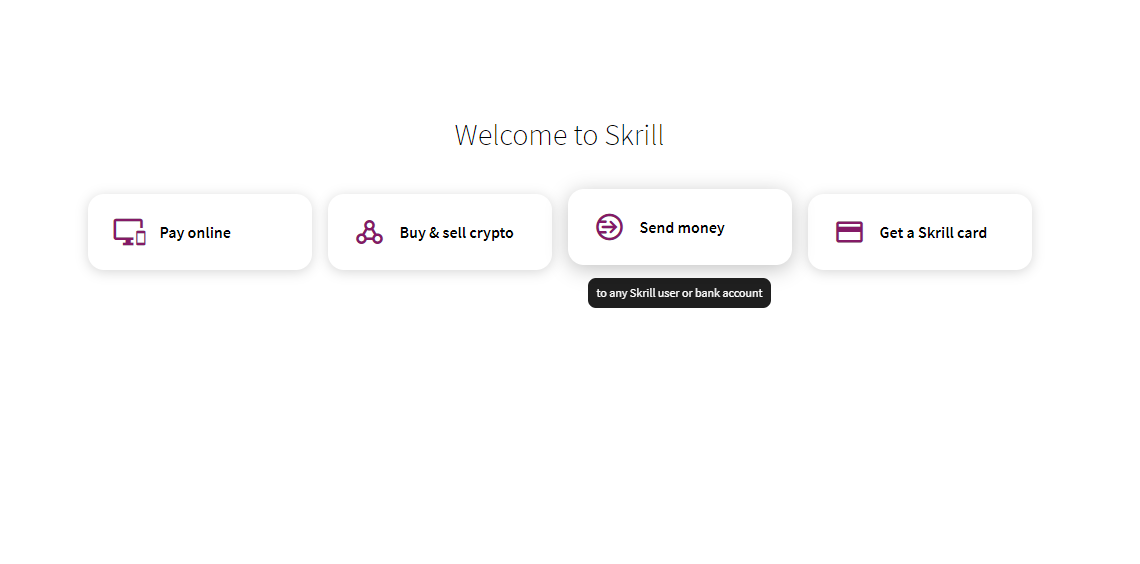 Welcome to Skrill
Pay online
Buy & sell crypto
Send money
Get a Skrill card
to any Skrill user or bank account